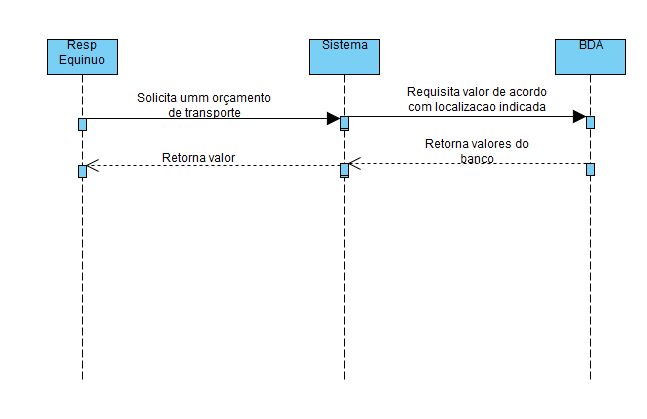 Resp
Equinuo
Sistema
BDA
Solicita umm orçamento
de transporte
Requisita valor de acordo
com localizacao indicada
Retorna valores do
banco
Retorna valor